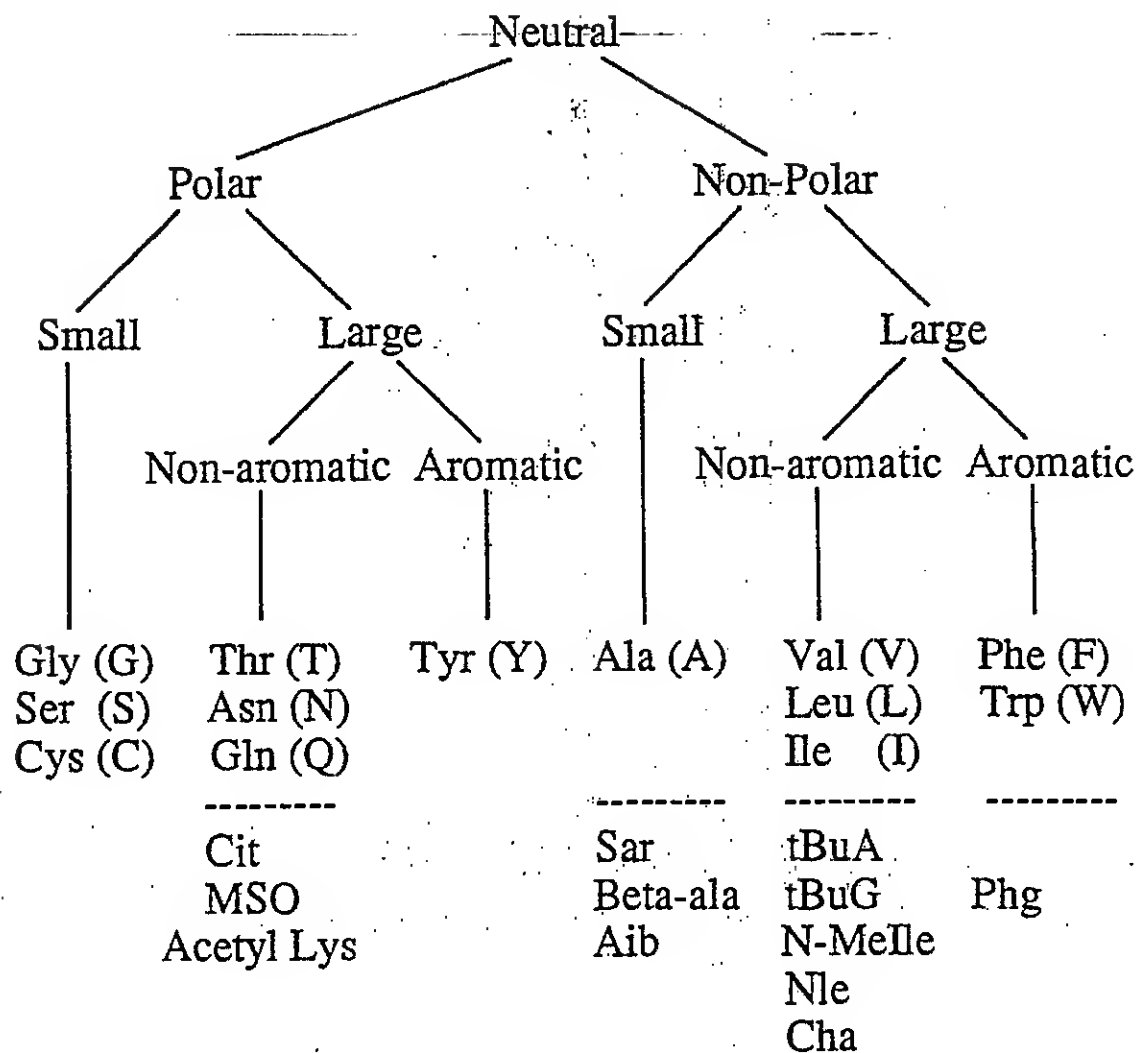 Neutral
Polar Non-Polar
Small Large Small Large
Non-aromatic Aromatic Non-aromatic Aromatic
Gly (G) Thr (T) Tyr (Y) Ala (A) Val (V) Phe (F)
Ser (S) Asn (N) Leu (L) Trp (W)
Cys (C) Gln (Q) Ile (I)
Cit Sar tBuA
MSO Beta-ala tBuG Phg
Acetyl Lys Aib N-MeIle
Nle
Cha